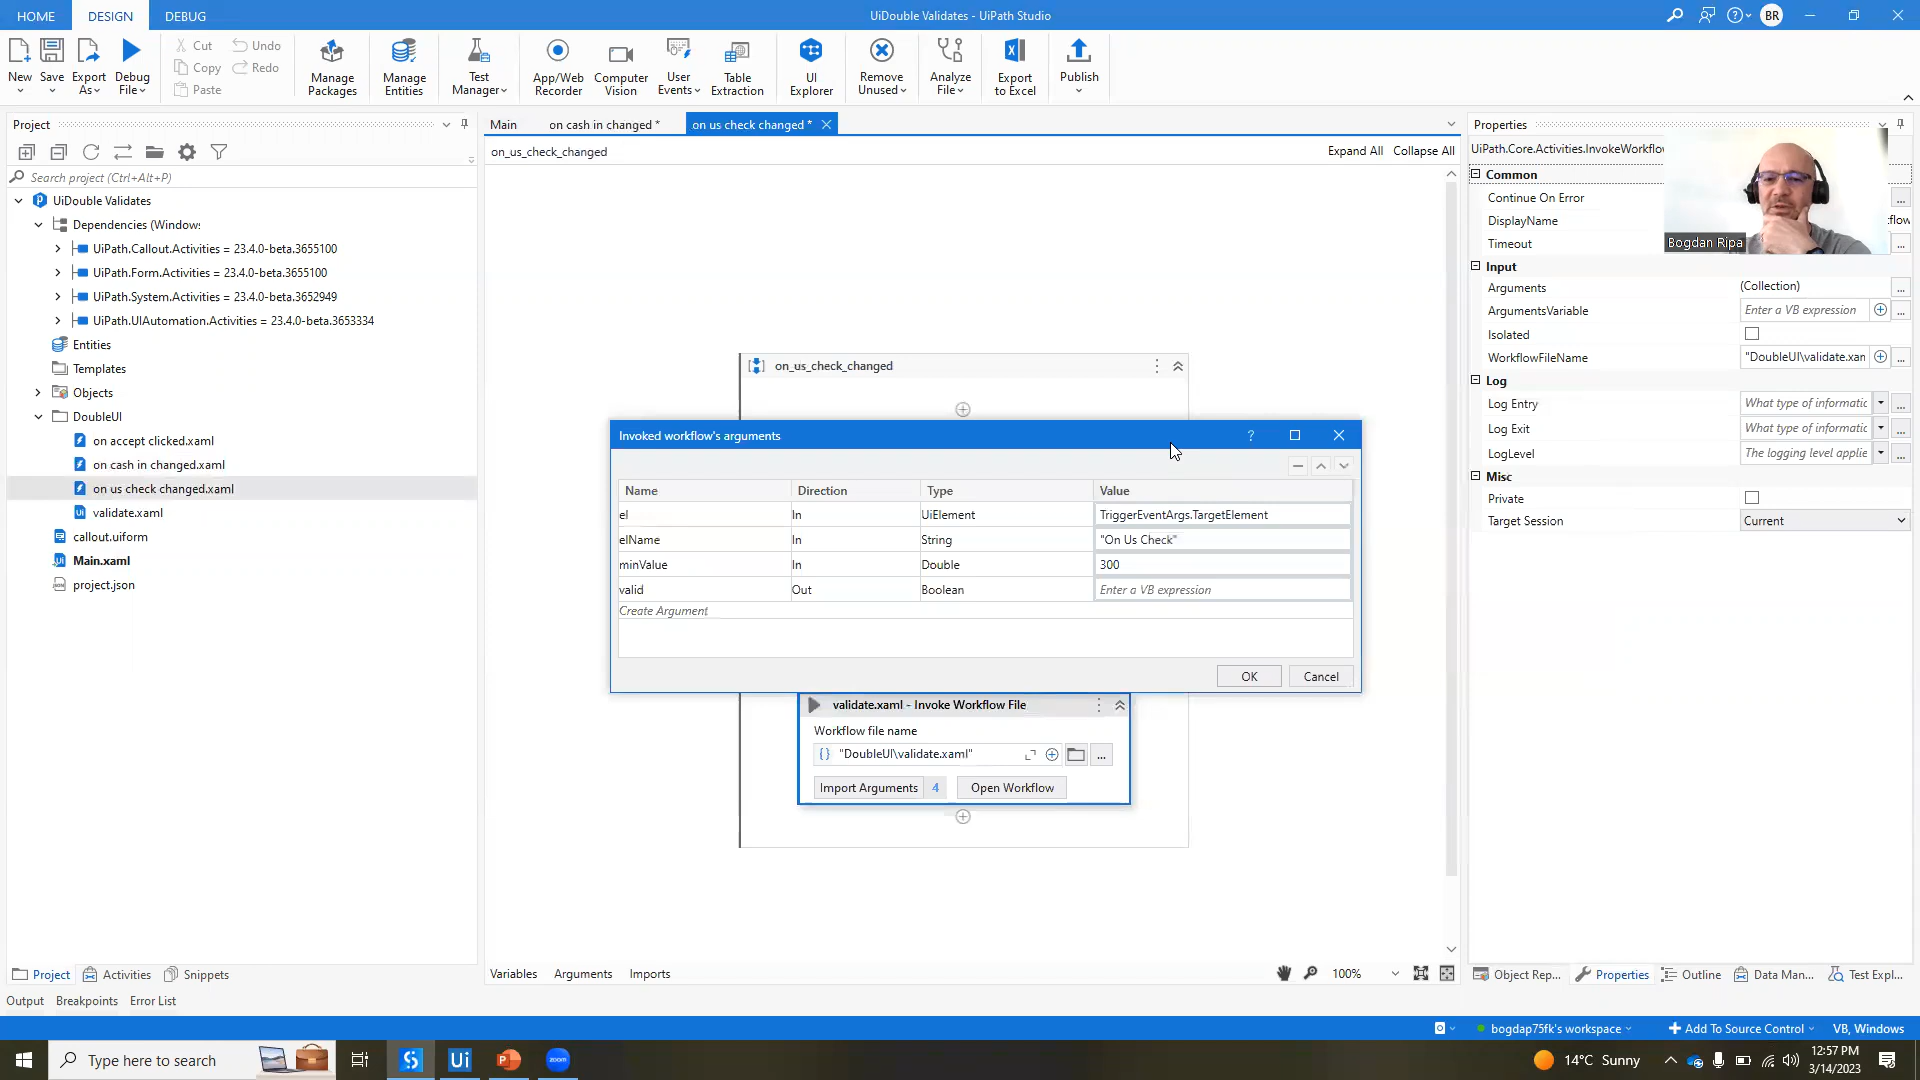 HOME DESIGN DEBUG UiDouble Validates - UiPath Studio BR
New Save Export As Debug File Cut Copy Paste Undo Redo Manage Packages Manage Entities Test Manager App/Web Recorder Computer Vision User Events Table Extraction UI Explorer Remove Unused Analyze File Export to Excel Publish
Project
Search project (Ctrl+Alt+P)
UiDouble Validates
Dependencies (Windows
UiPath.Callout.Activities = 23.4.0-beta.3655100
UiPath.Form.Activities = 23.4.0-beta.3655100
UiPath.System.Activities = 23.4.0-beta.3652949
UiPath.UIAutomation.Activities = 23.4.0-beta.3653334
Entities
Templates
Objects
DoubleUI
on accept clicked.xaml
on cash in changed.xaml
on us check changed.xaml
validate.xaml
callout.uiform
Main.xaml
project.json
Project Activities Snippets
Main on cash in changed * on us check changed *
on_us_check_changed Expand All Collapse All
on_us_check_changed
Invoked workflow's arguments ?
Name Direction Type Value
el In UiElement TriggerEventArgs.TargetElement
elName In String "On Us Check"
minValue In Double 300
valid Out Boolean Enter a VB expression
Create Argument
OK Cancel
validate.xaml - Invoke Workflow File
Workflow file name
{} "DoubleUI\validate.xaml" ...
Import Arguments 4 Open Workflow
Variables Arguments Imports 100%
Properties
UiPath.Core.Activities.InvokeWorkflow
Common
Continue On Error ...
DisplayName flow
Timeout ...
Bogdan Ripa
Input
Arguments (Collection) ...
ArgumentsVariable Enter a VB expression ...
Isolated
WorkflowFileName "DoubleUI\validate.xan ...
Log
Log Entry What type of informatic ...
Log Exit What type of informatic ...
LogLevel The logging level applie ...
Misc
Private
Target Session Current
Object Rep... Properties Outline Data Man... Test Expl...
Output Breakpoints Error List
bogdap75fk's workspace Add To Source Control VB, Windows
Type here to search Ui P zoom 14°C Sunny 12:57 PM
3/14/2023